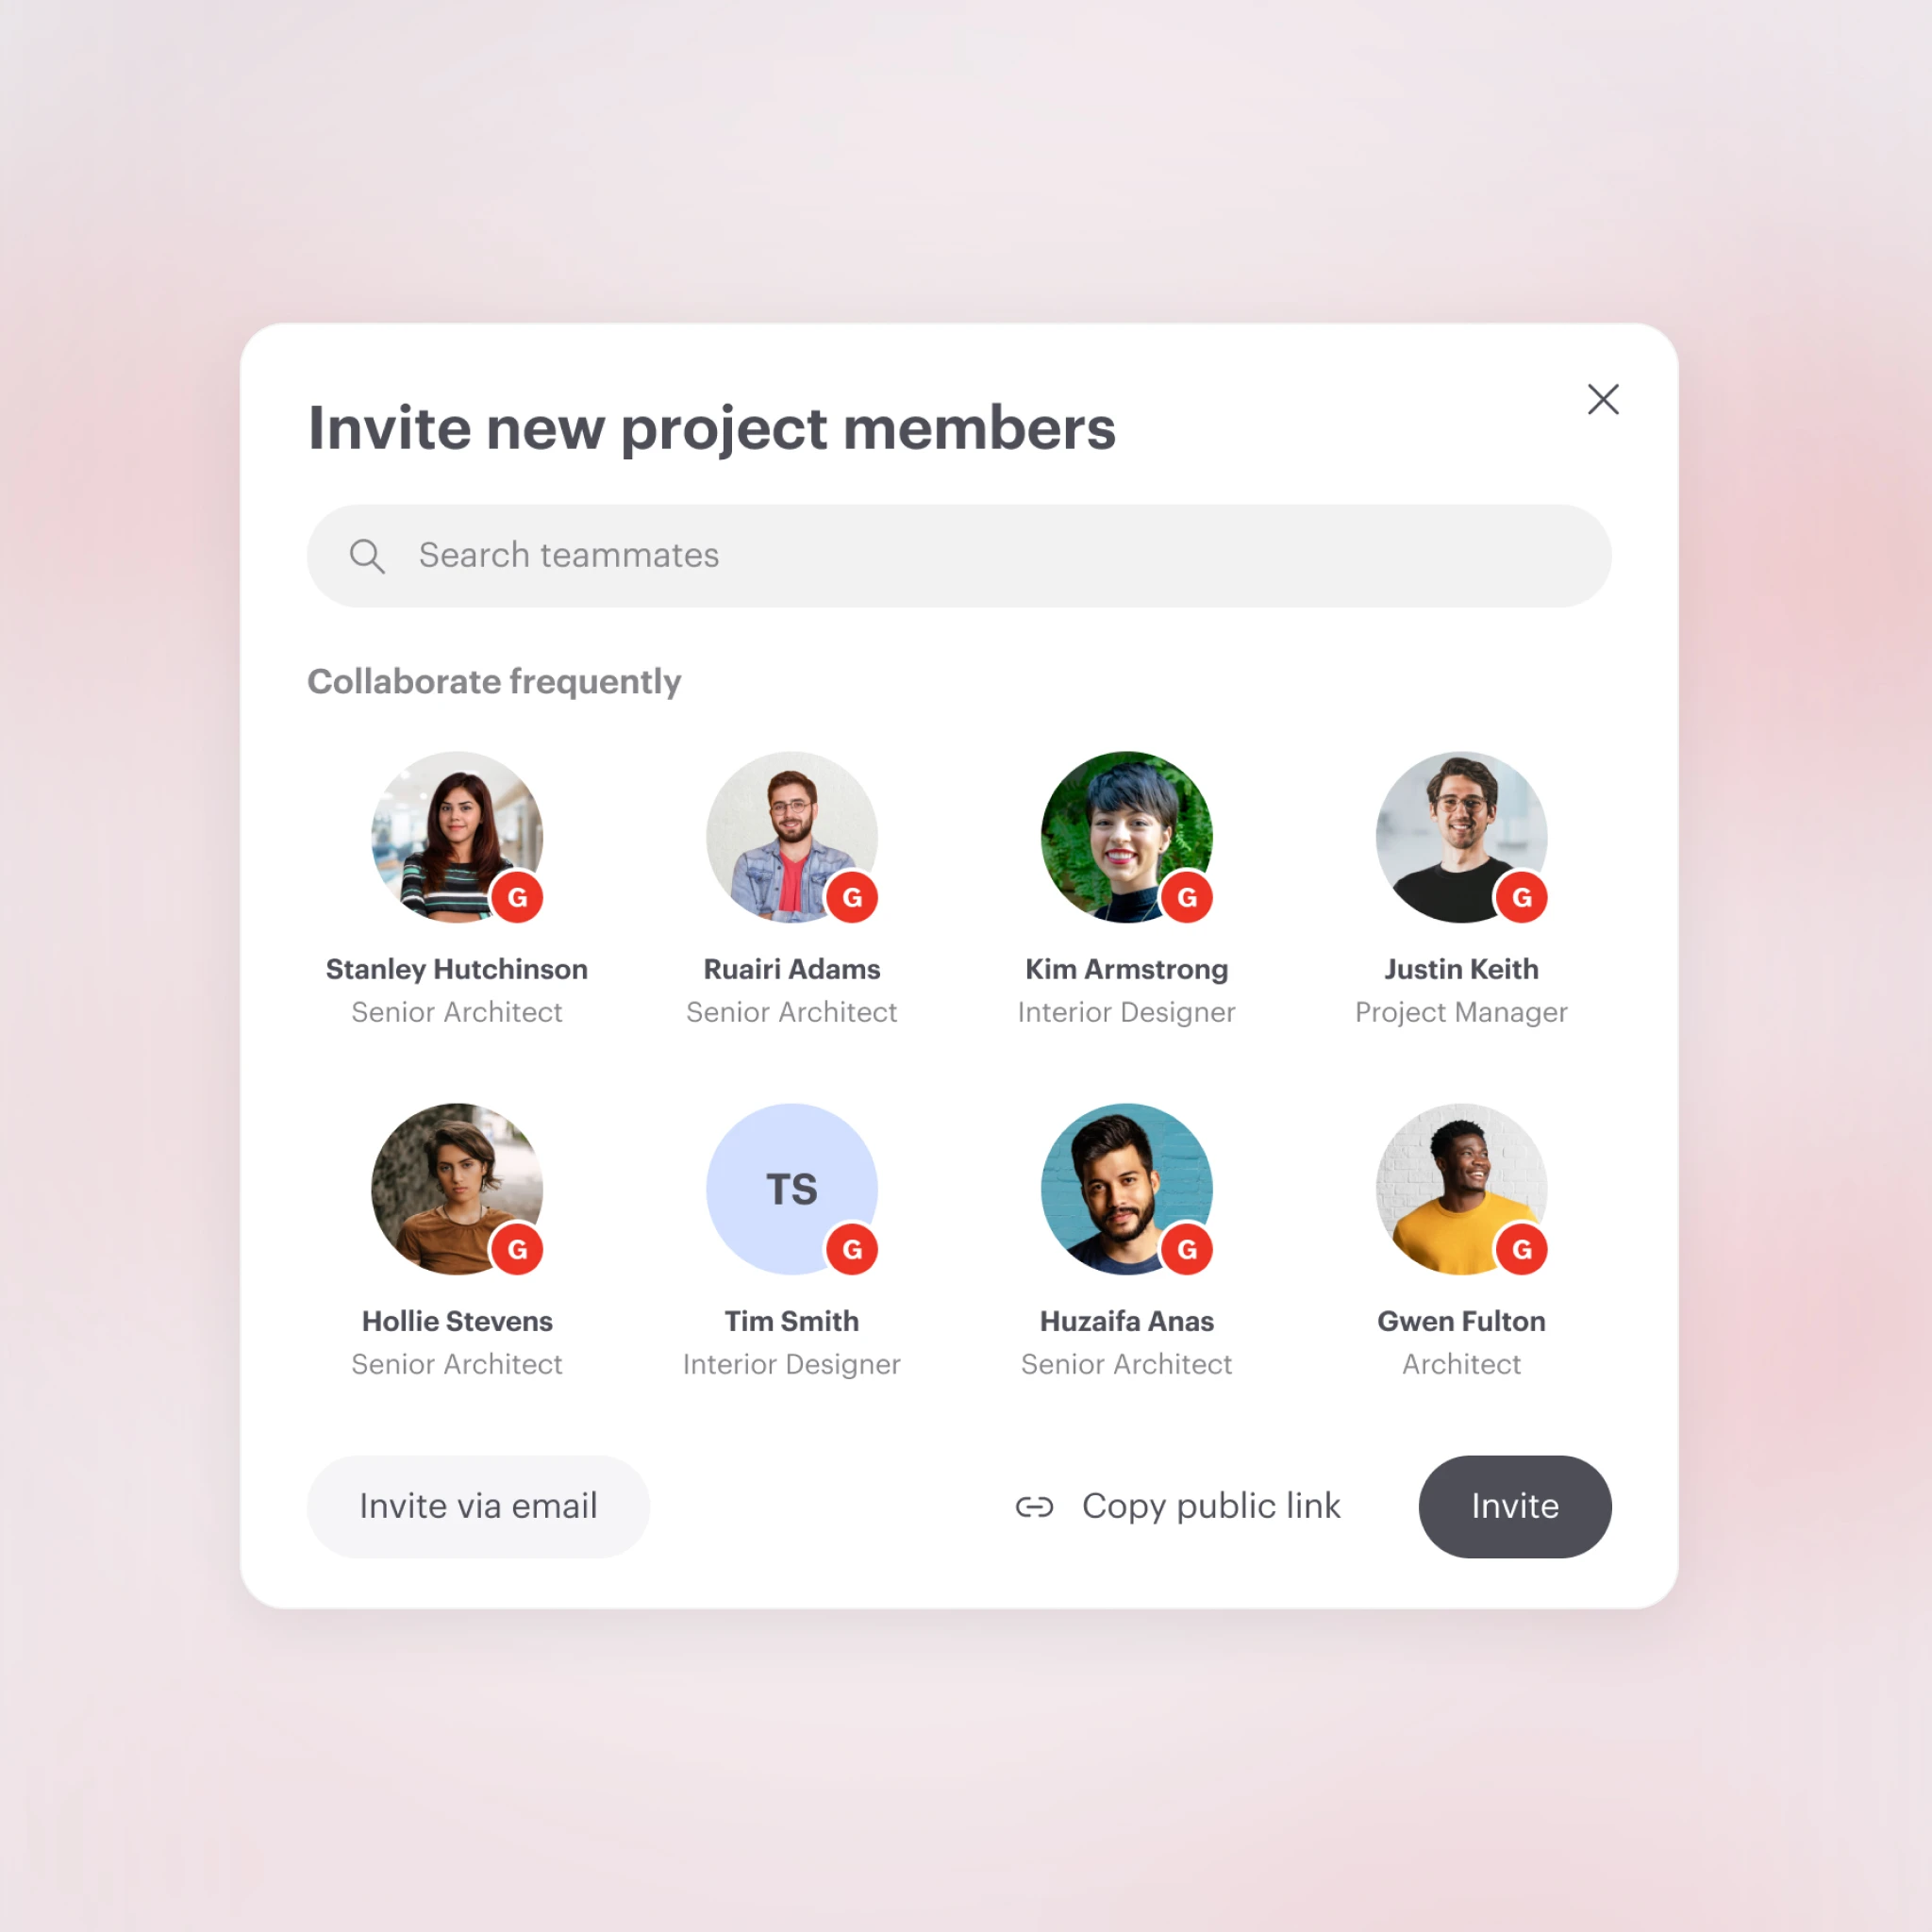 Invite new project members
Search teammates
Collaborate frequently
G G G G
Stanley Hutchinson Ruairi Adams Kim Armstrong Justin Keith
Senior Architect Senior Architect Interior Designer Project Manager
TS
G G G G
Hollie Stevens Tim Smith Huzaifa Anas Gwen Fulton
Senior Architect Interior Designer Senior Architect Architect
Invite via email Copy public link Invite